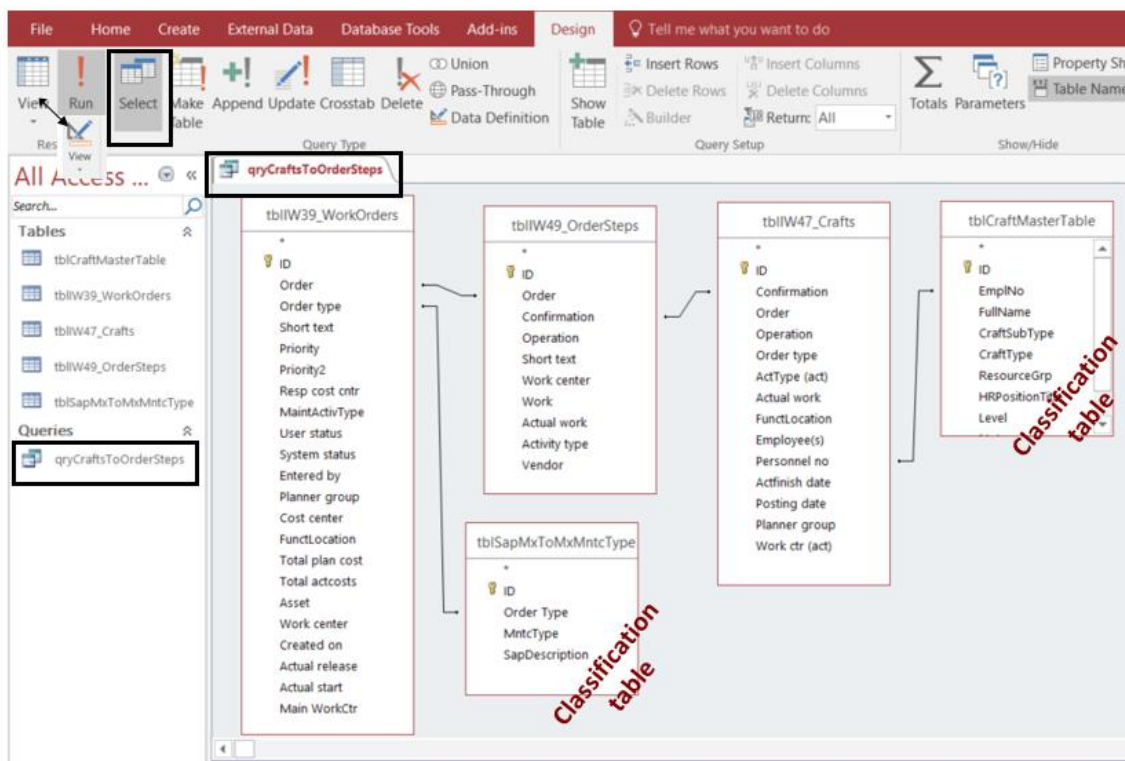 File Home Create External Data Database Tools Add-ins Design Tell me what you want to do
View Run Select Make Table Append Update Crosstab Delete
Union
Pass-Through
Data Definition
Show Table
Insert Rows
Delete Rows
Builder
Insert Columns
Delete Columns
Return: All
Totals Parameters
Property Sh
Table Name
View
Res
Query Type
Query Setup
Show/Hide
All Access ...
Search...
Tables
tblCraftMasterTable
tblIW39_WorkOrders
tblIW47_Crafts
tblIW49_OrderSteps
tblSapMxToMxMntcType
Queries
qryCraftsToOrderSteps
qryCraftsToOrderSteps
tblIW39_WorkOrders
*
ID
Order
Order type
Short text
Priority
Priority2
Resp cost cntr
MaintActivType
User status
System status
Entered by
Planner group
Cost center
FunctLocation
Total plan cost
Total actcosts
Asset
Work center
Created on
Actual release
Actual start
Main WorkCtr
tblIW49_OrderSteps
*
ID
Order
Confirmation
Operation
Short text
Work center
Work
Actual work
Activity type
Vendor
tblSapMxToMxMntcType
*
ID
Order Type
MntcType
SapDescription
Classification
table
tblIW47_Crafts
*
ID
Confirmation
Order
Operation
Order type
ActType (act)
Actual work
FunctLocation
Employee(s)
Personnel no
Actfinish date
Posting date
Planner group
Work ctr (act)
tblCraftMasterTable
*
ID
EmplNo
FullName
CraftSubType
CraftType
ResourceGrp
HRPositionTitle
Level
Classification
table